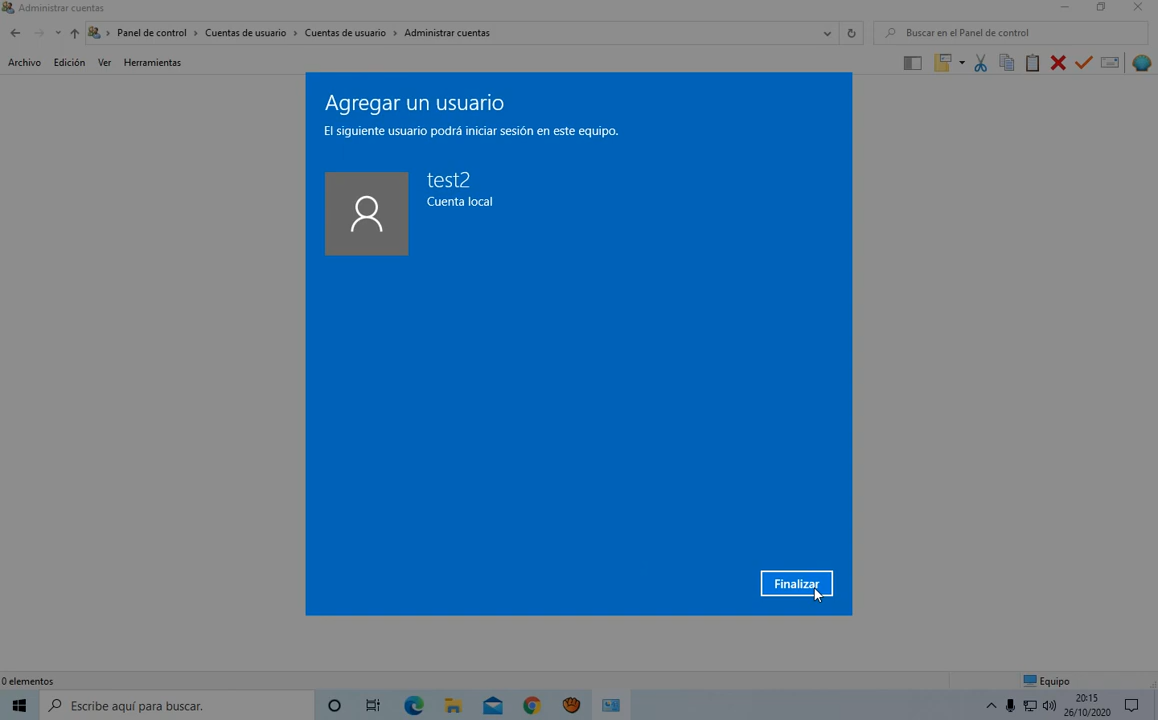 Administrar cuentas
Panel de control > Cuentas de usuario > Cuentas de usuario > Administrar cuentas
Buscar en el Panel de control
Archivo Edición Ver Herramientas
Agregar un usuario
El siguiente usuario podrá iniciar sesión en este equipo.
test2
Cuenta local
Finalizar
0 elementos
Equipo
Escribe aquí para buscar.
20:15
26/10/2020